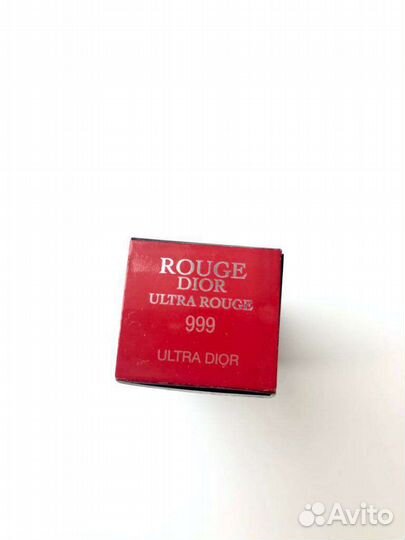 ROUGE
DIOR
ULTRA ROUGE
999
ULTRA DIOR
Avito